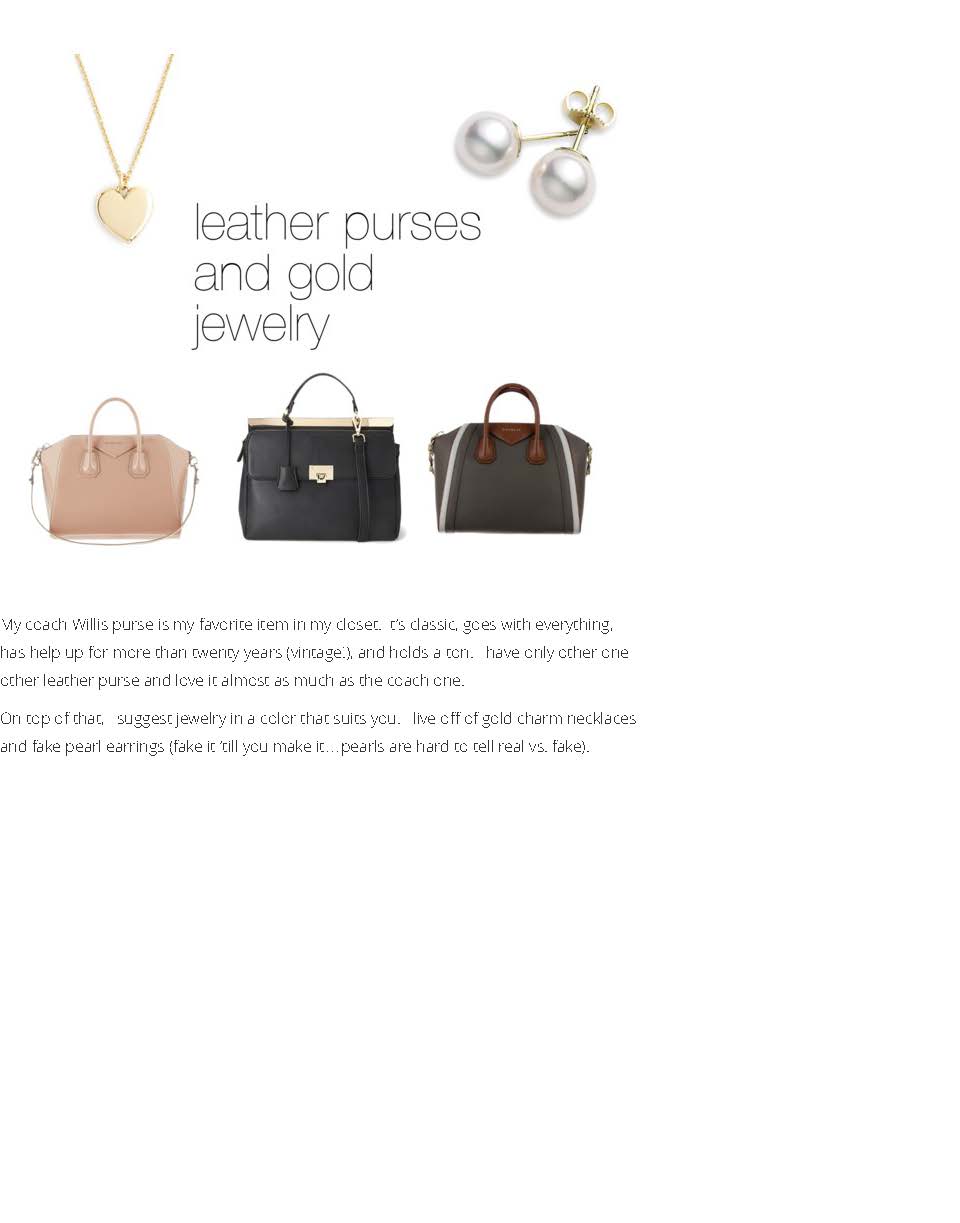 leather purses
and gold
jewelry
My coach Willis purse is my favorite item in my closet. t's classic, goes with everything,
has help up for more than twenty years (vintage!), and holds a ton. have only other one
other leather purse and love it almost as much as the coach one.
On top of that, suggest jewelry in a color that suits you. live off of gold charm necklaces
and fake pearl earrings (fake it 'till you make it…pearls are hard to tell real vs. fake).